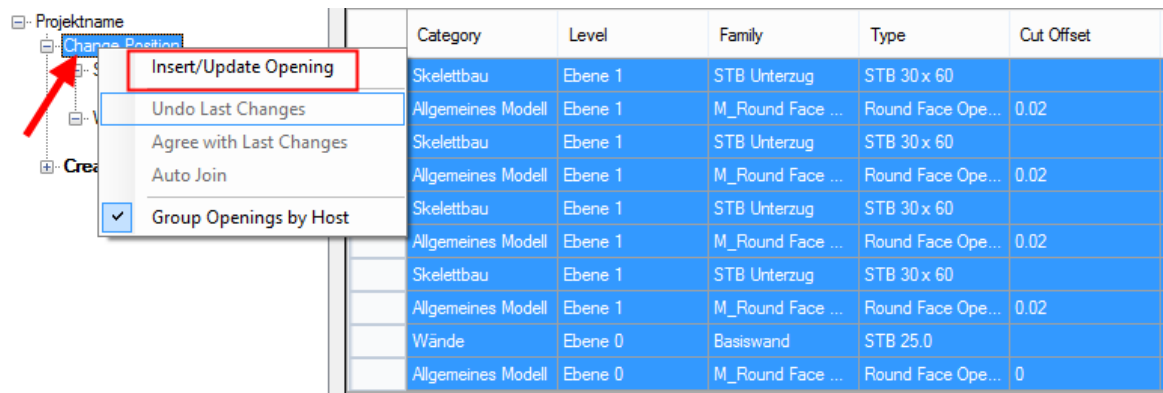 Projektname
Change Position
Insert/Update Opening
Undo Last Changes
Agree with Last Changes
Auto Join
Group Openings by Host
Category Level Family Type Cut Offset
Skelettbau Ebene 1 STB Unterzug STB 30 x 60
Allgemeines Modell Ebene 1 M_Round Face ... Round Face Ope... 0.02
Skelettbau Ebene 1 STB Unterzug STB 30 x 60
Allgemeines Modell Ebene 1 M_Round Face ... Round Face Ope... 0.02
Skelettbau Ebene 1 STB Unterzug STB 30 x 60
Allgemeines Modell Ebene 1 M_Round Face ... Round Face Ope... 0.02
Skelettbau Ebene 1 STB Unterzug STB 30 x 60
Allgemeines Modell Ebene 1 M_Round Face ... Round Face Ope... 0.02
Wände Ebene 0 Basiswand STB 25.0
Allgemeines Modell Ebene 0 M_Round Face ... Round Face Ope... 0